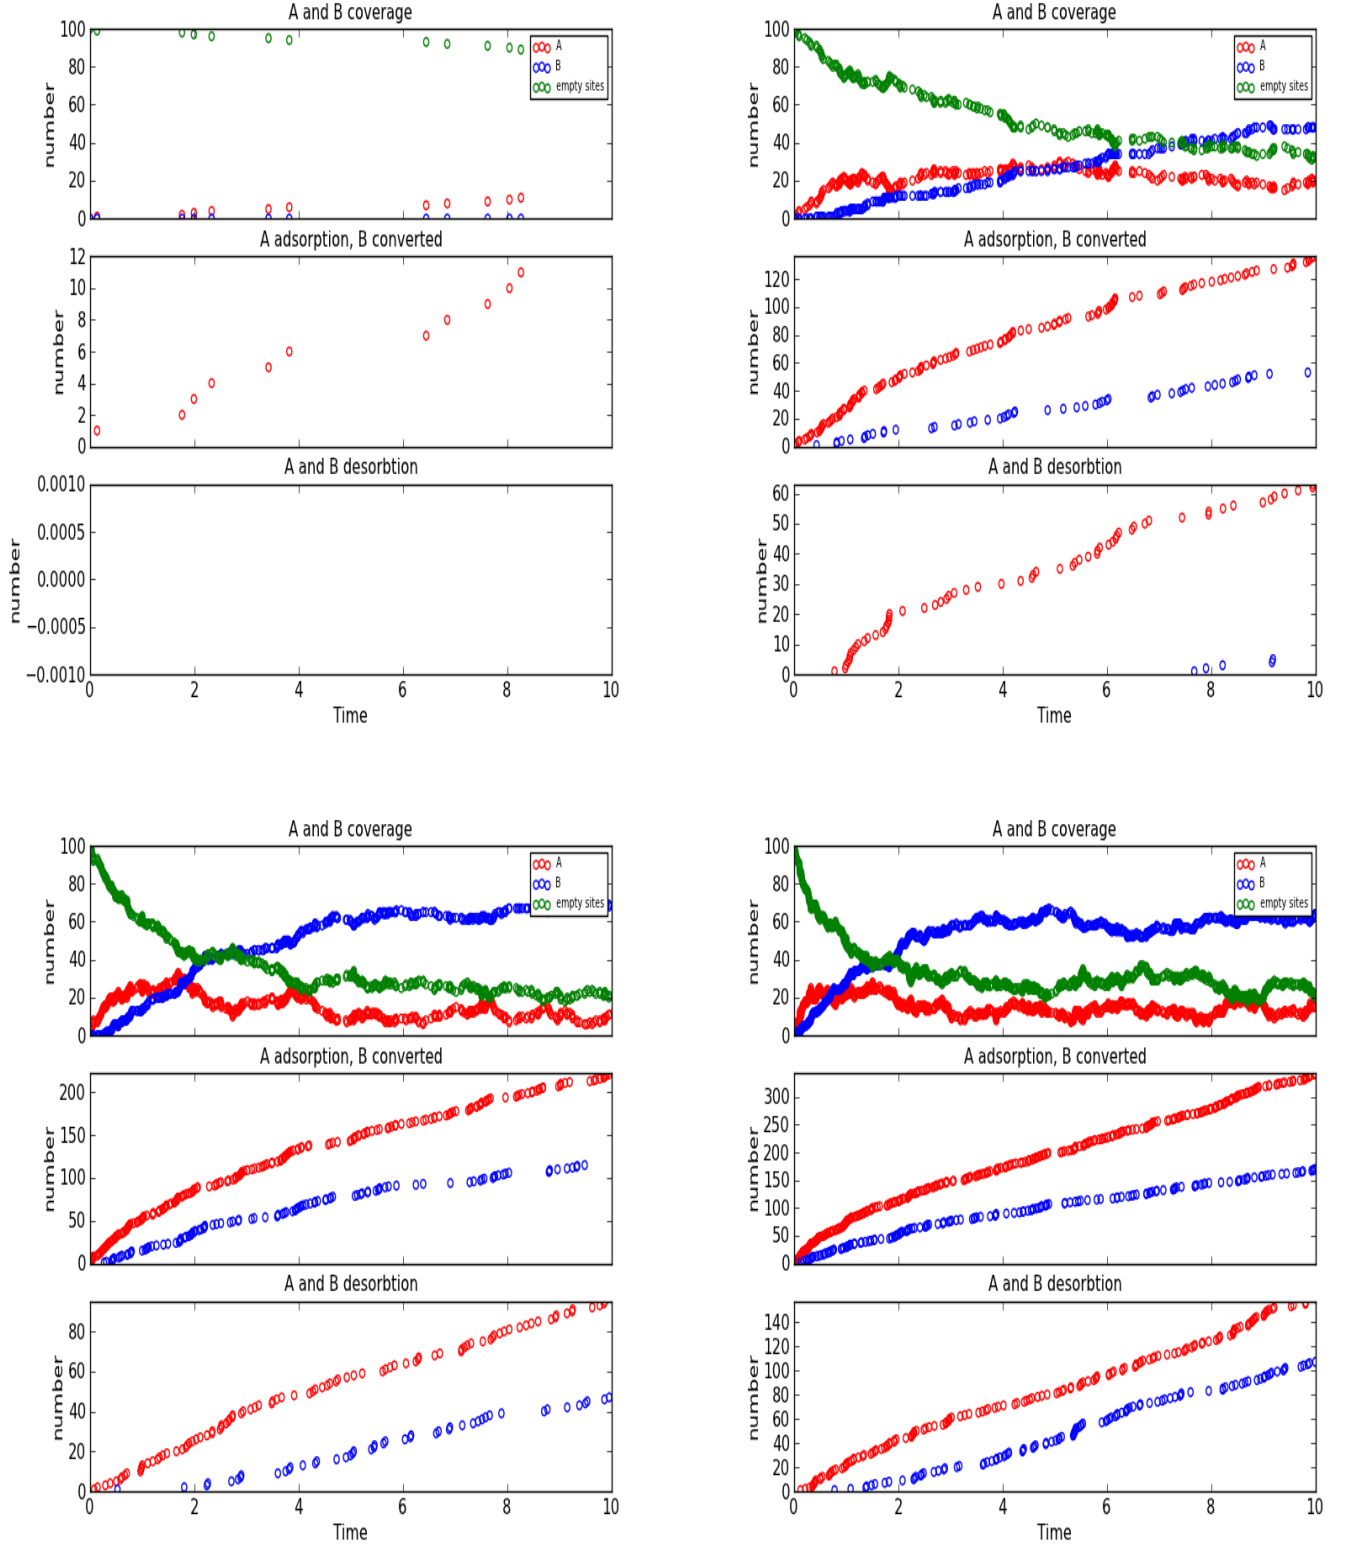 A and B coverage
100
80
60
40
20
0
number
A
B
empty sites
A adsorption, B converted
12
10
8
6
4
2
0
number
A and B desorbtion
0.0010
0.0005
0.0000
−0.0005
−0.0010
number
0 2 4 6 8 10
Time
A and B coverage
100
80
60
40
20
0
number
A
B
empty sites
A adsorption, B converted
120
100
80
60
40
20
0
number
A and B desorbtion
60
50
40
30
20
10
0
number
0 2 4 6 8 10
Time
A and B coverage
100
80
60
40
20
0
number
A
B
empty sites
A adsorption, B converted
200
150
100
50
0
number
A and B desorbtion
80
60
40
20
0
number
0 2 4 6 8 10
Time
A and B coverage
100
80
60
40
20
0
number
A
B
empty sites
A adsorption, B converted
300
250
200
150
100
50
0
number
A and B desorbtion
140
120
100
80
60
40
20
0
number
0 2 4 6 8 10
Time